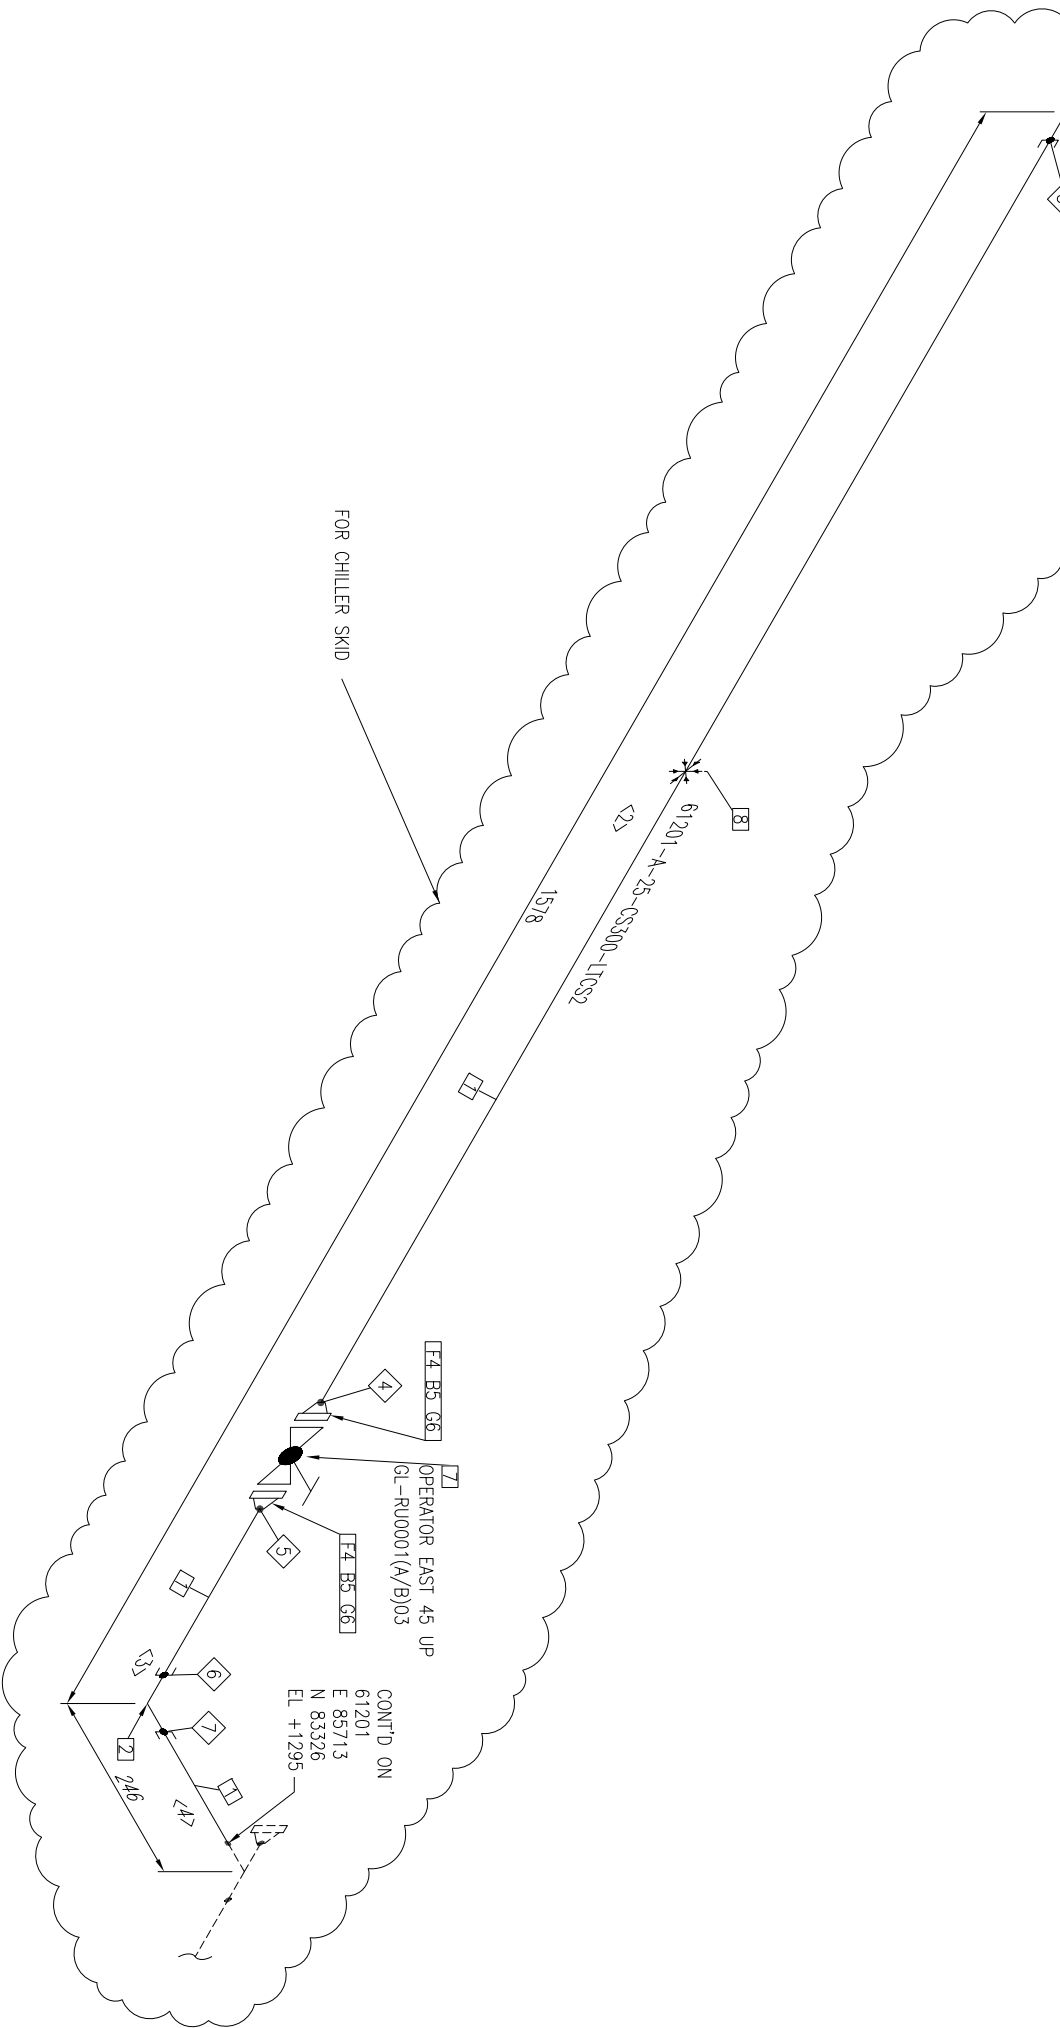 FOR CHILLER SKID
8
<2>
61201-A-25-CS300-LTCS2
1578
1
F4 B5 G6
4
7
OPERATOR EAST 45 UP
GL-RU0001(A/B)03
5
F4 B5 G6
1
<3>
6
7
2
CONT'D ON
61201
E 85713
N 83326
EL +1295
1
<4>
246